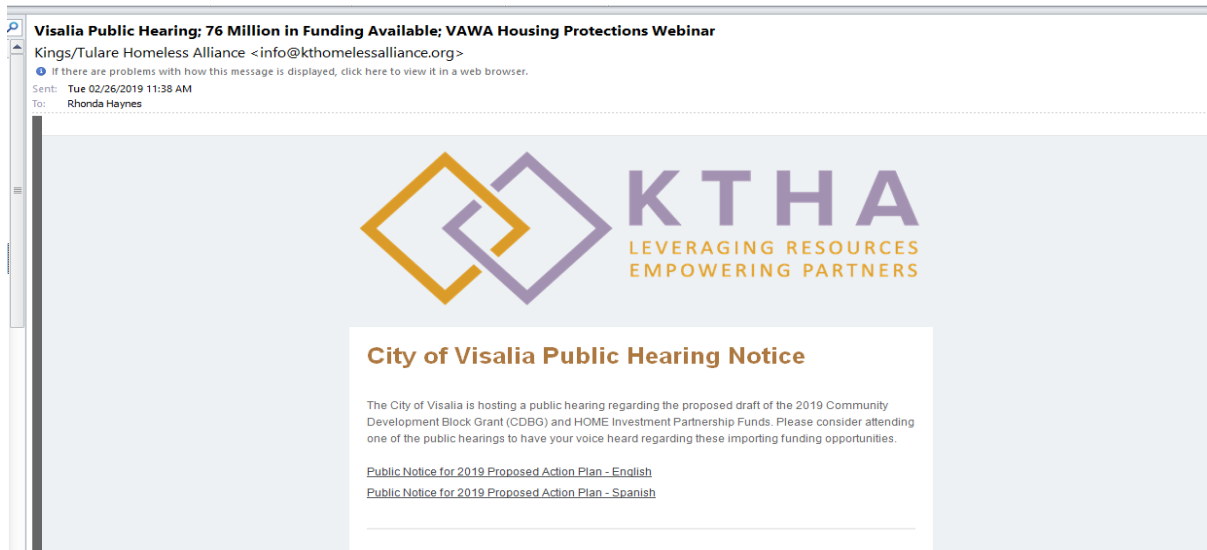 Visalia Public Hearing; 76 Million in Funding Available; VAWA Housing Protections Webinar
Kings/Tulare Homeless Alliance <info@kthomelessalliance.org>
If there are problems with how this message is displayed, click here to view it in a web browser.
Sent: Tue 02/26/2019 11:38 AM
To: Rhonda Haynes
KTHA
LEVERAGING RESOURCES
EMPOWERING PARTNERS
City of Visalia Public Hearing Notice
The City of Visalia is hosting a public hearing regarding the proposed draft of the 2019 Community
Development Block Grant (CDBG) and HOME Investment Partnership Funds. Please consider attending
one of the public hearings to have your voice heard regarding these importing funding opportunities.
Public Notice for 2019 Proposed Action Plan - English
Public Notice for 2019 Proposed Action Plan - Spanish